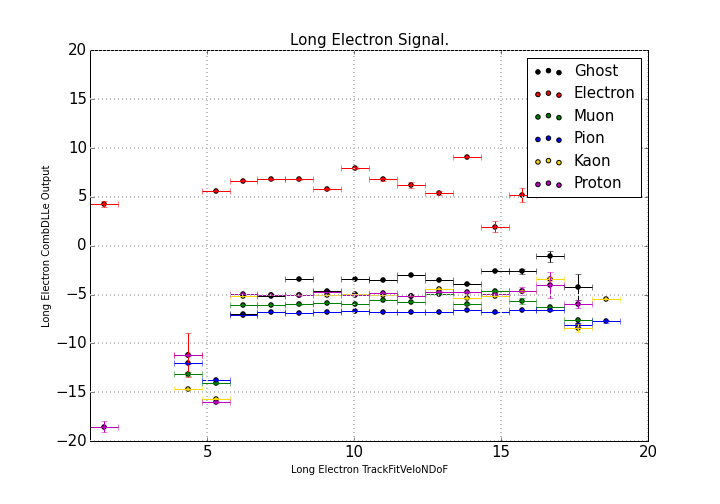 Long Electron Signal.
20
15
10
5
0
−5
−10
−15
−20
Long Electron CombDLLe Output
Ghost
Electron
Muon
Pion
Kaon
Proton
5
10
15
20
Long Electron TrackFitVeloNDoF